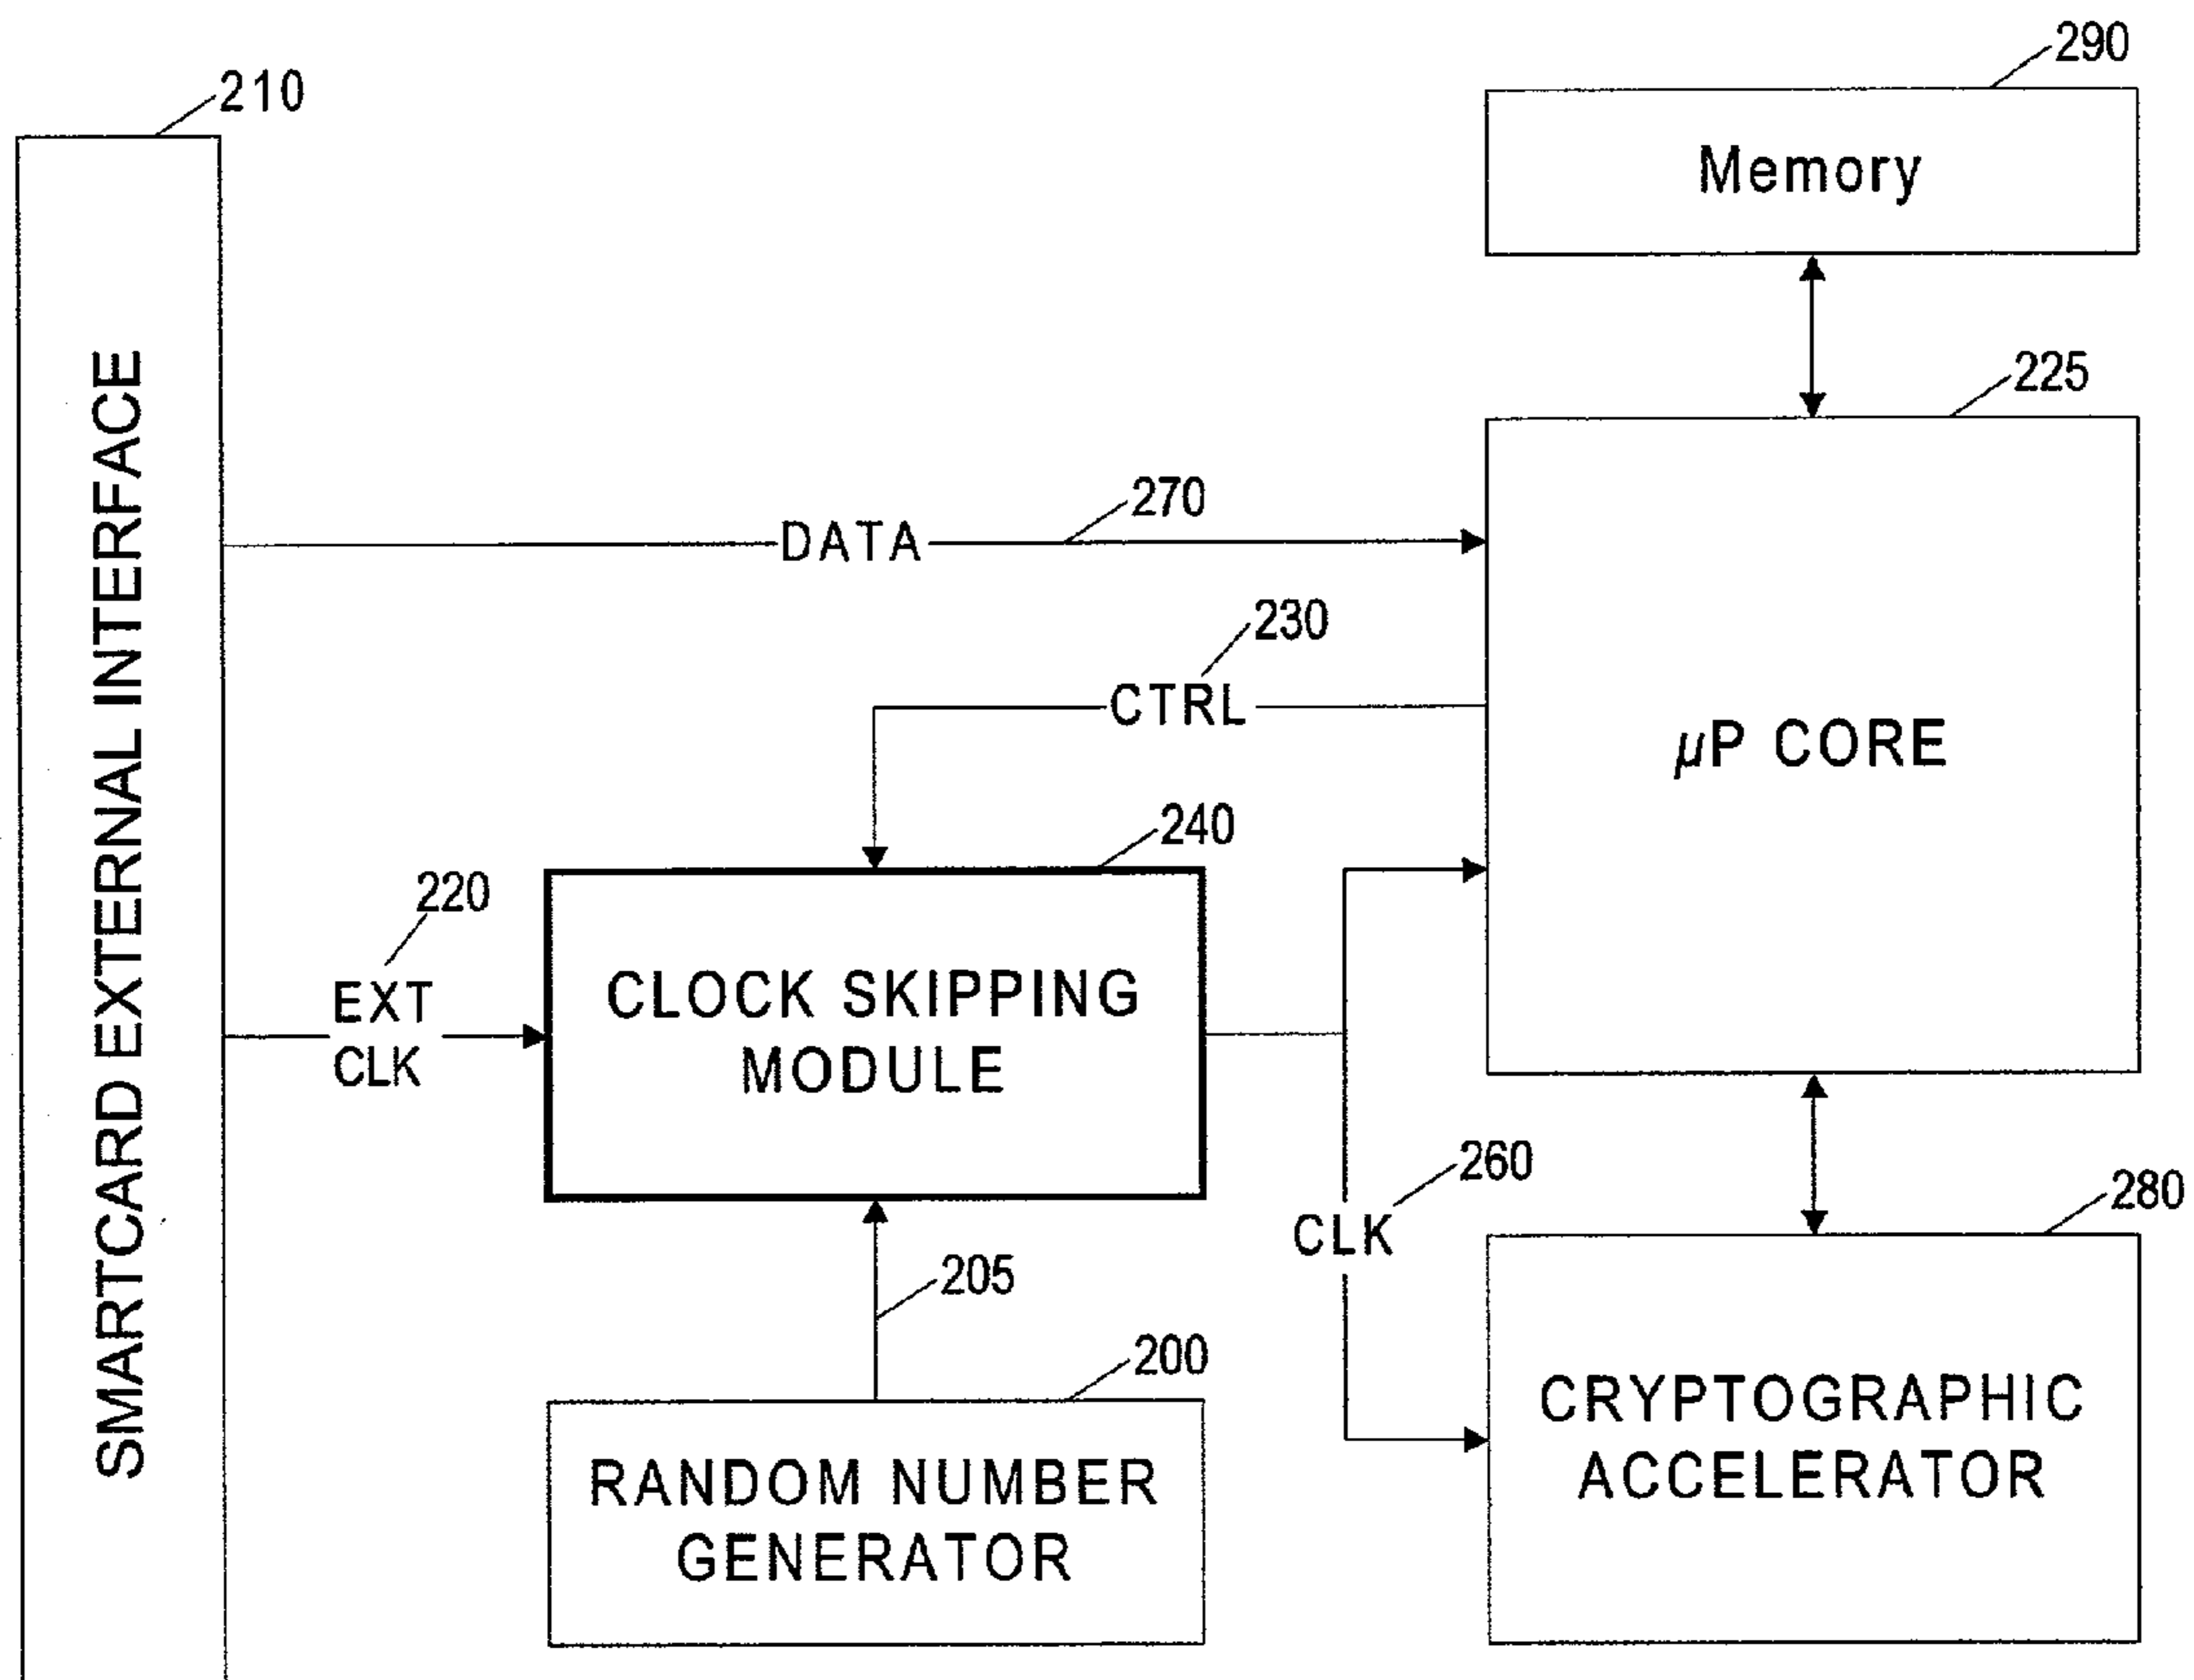 290
210
Memory
225
SMARTCARD EXTERNAL INTERFACE
270
DATA
230
CTRL
µP CORE
240
220
EXT
CLK
CLOCK SKIPPING
MODULE
260
280
CLK
205
200
CRYPTOGRAPHIC
ACCELERATOR
RANDOM NUMBER
GENERATOR